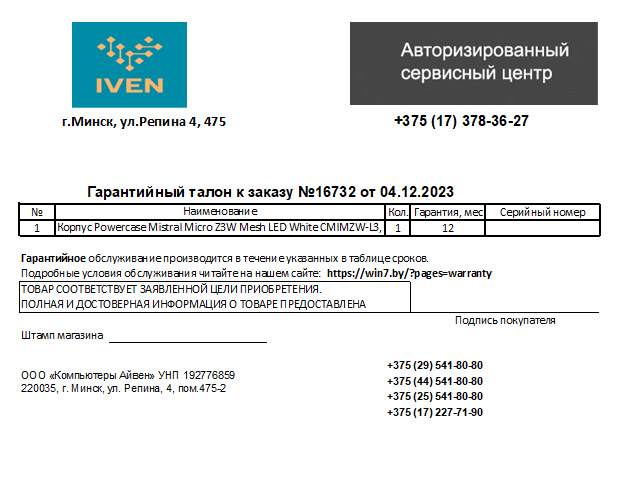 IVEN
Авторизированный
сервисный центр
г.Минск, ул.Репина 4, 475
+375 (17) 378-36-27
Гарантийный талон к заказу №16732 от 04.12.2023
№ Наименование Кол. Гарантия, мес Серийный номер
1 Корпус Powercase Mistral Micro Z3W Mesh LED White CMIMZW-L3, 1 12
Гарантийное обслуживание производится в течение указанных в таблице сроков.
Подробные условия обслуживания читайте на нашем сайте: https://win7.by/?pages=warranty
ТОВАР СООТВЕТСТВУЕТ ЗАЯВЛЕННОЙ ЦЕЛИ ПРИОБРЕТЕНИЯ.
ПОЛНАЯ И ДОСТОВЕРНАЯ ИНФОРМАЦИЯ О ТОВАРЕ ПРЕДОСТАВЛЕНА
Подпись покупателя
Штамп магазина
+375 (29) 541-80-80
ООО «Компьютеры Айвен» УНП 192776859
+375 (44) 541-80-80
220035, г. Минск, ул. Репина, 4, пом.475-2
+375 (25) 541-80-80
+375 (17) 227-71-90